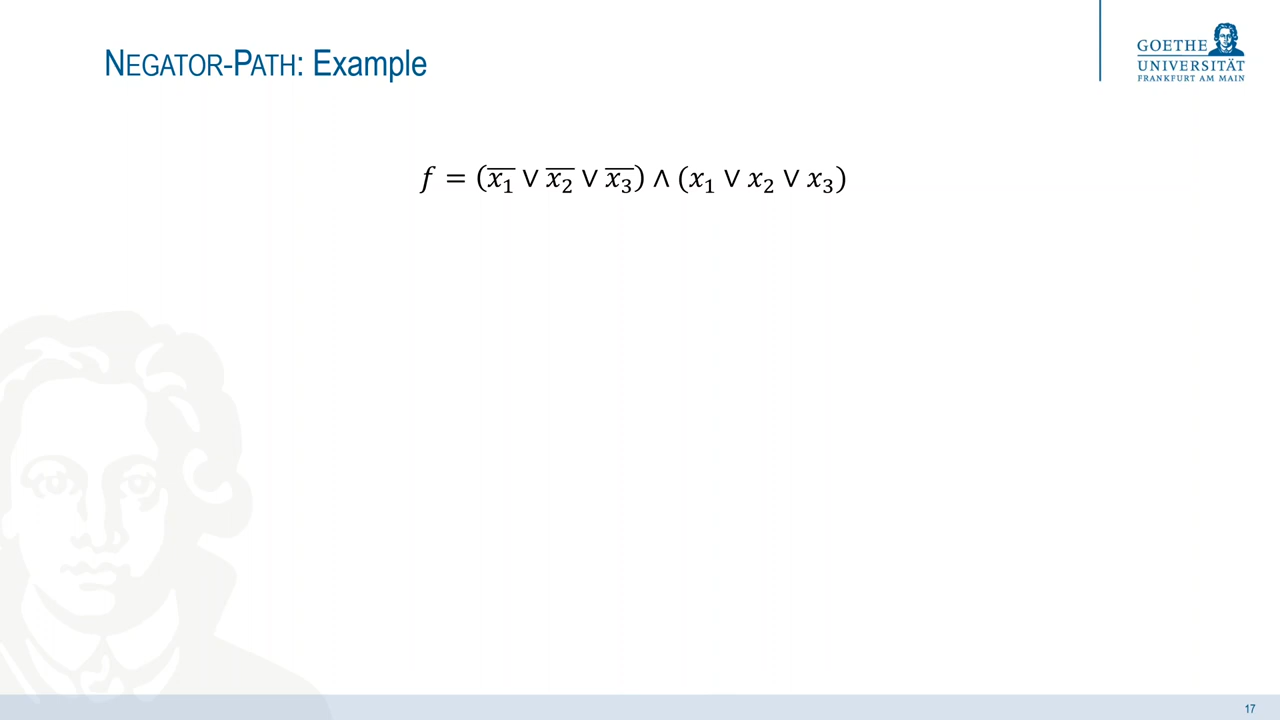 NEGATOR-PATH: Example
GOETHE
UNIVERSITÄT
FRANKFURT AM MAIN
𝑓 = (x̅₁ ∨ x̅₂ ∨ x̅₃) ∧ (x₁ ∨ x₂ ∨ x₃)
17